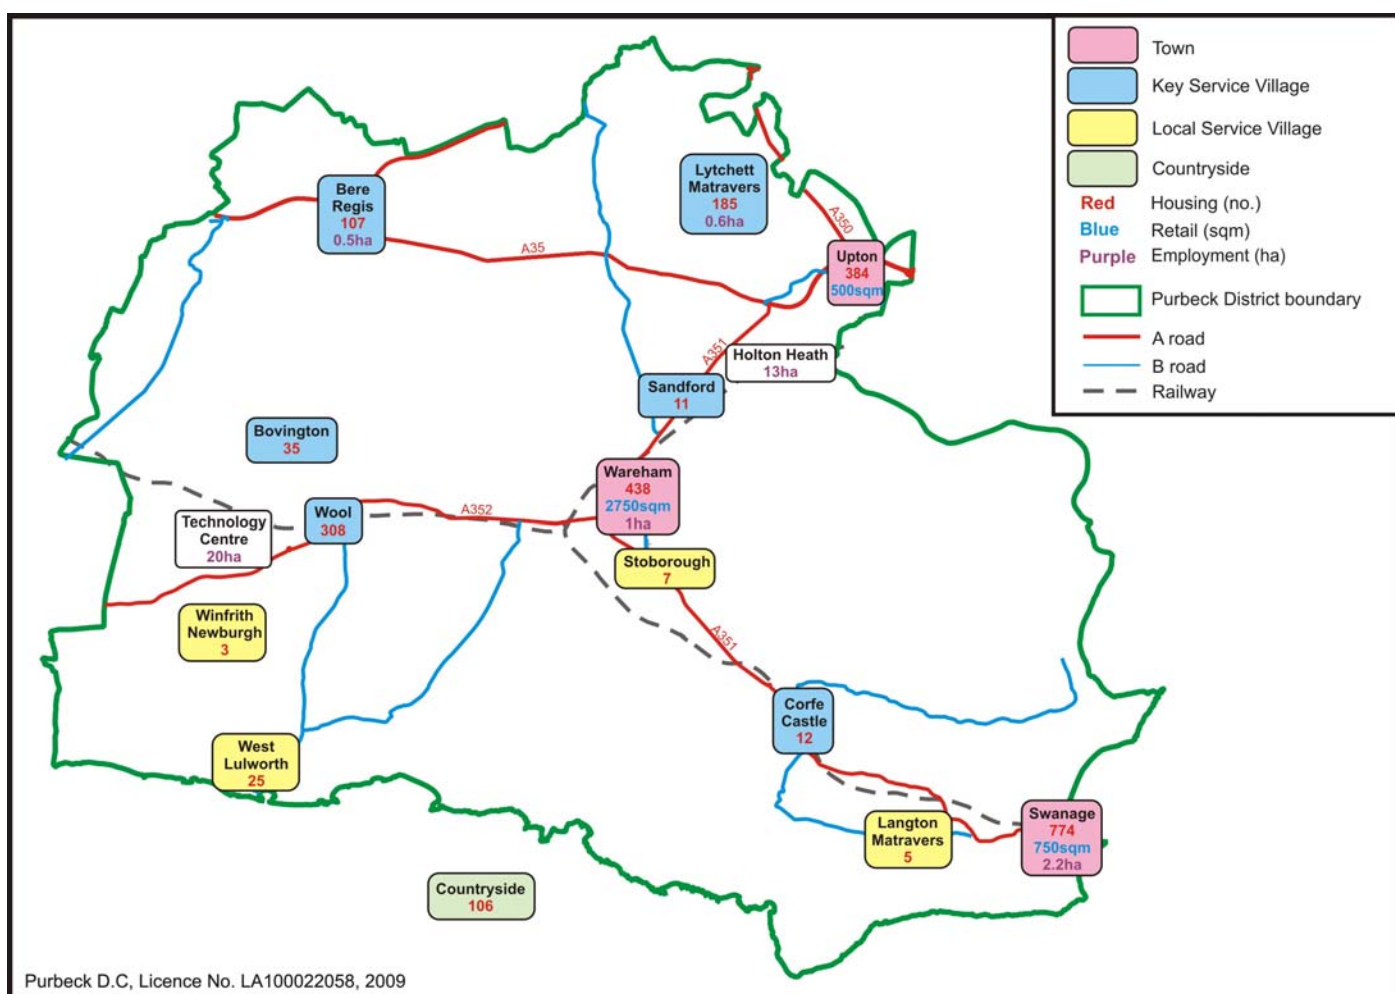 Town
Key Service Village
Local Service Village
Countryside
Red Housing (no.)
Blue Retail (sqm)
Purple Employment (ha)
Purbeck District boundary
A road
B road
Railway
Bere
Regis
107
0.5ha
Lytchett
Matravers
185
0.6ha
A350
A35
Upton
384
500sqm
A351
Holton Heath
13ha
Sandford
11
Bovington
35
Wareham
438
2750sqm
1ha
Wool
308
A352
Technology
Centre
20ha
Stoborough
7
Winfrith
Newburgh
3
A351
Corfe
Castle
12
West
Lulworth
25
Langton
Matravers
5
Swanage
774
750sqm
2.2ha
Countryside
106
Purbeck D.C, Licence No. LA100022058, 2009